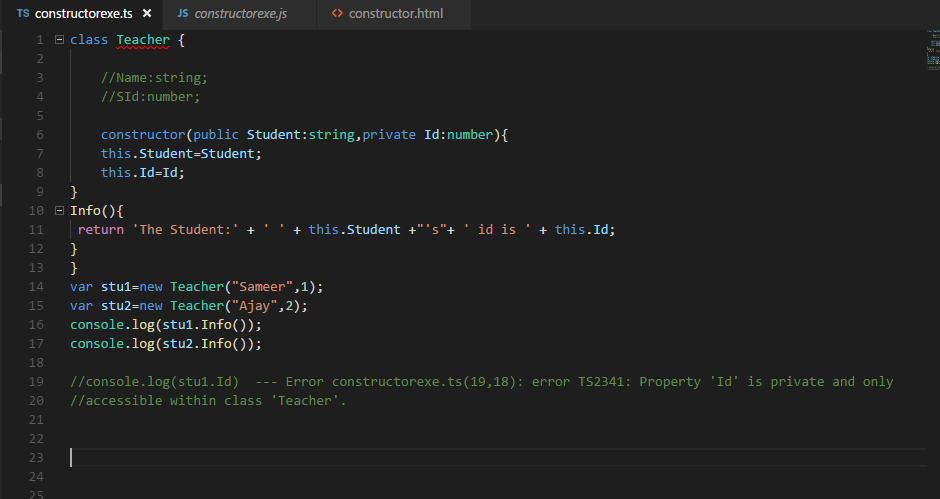 TS constructorexe.ts × JS constructorexe.js <> constructor.html
1 class Teacher {
2
3 //Name:string;
4 //SId:number;
5
6 constructor(public Student:string,private Id:number){
7 this.Student=Student;
8 this.Id=Id;
9 }
10 Info(){
11 return 'The Student:' + ' ' + this.Student +"'s"+ ' id is ' + this.Id;
12 }
13 }
14 var stu1=new Teacher("Sameer",1);
15 var stu2=new Teacher("Ajay",2);
16 console.log(stu1.Info());
17 console.log(stu2.Info());
18
19 //console.log(stu1.Id)  --- Error constructorexe.ts(19,18): error TS2341: Property 'Id' is private and only
20 //accessible within class 'Teacher'.
21
22
23
24
25